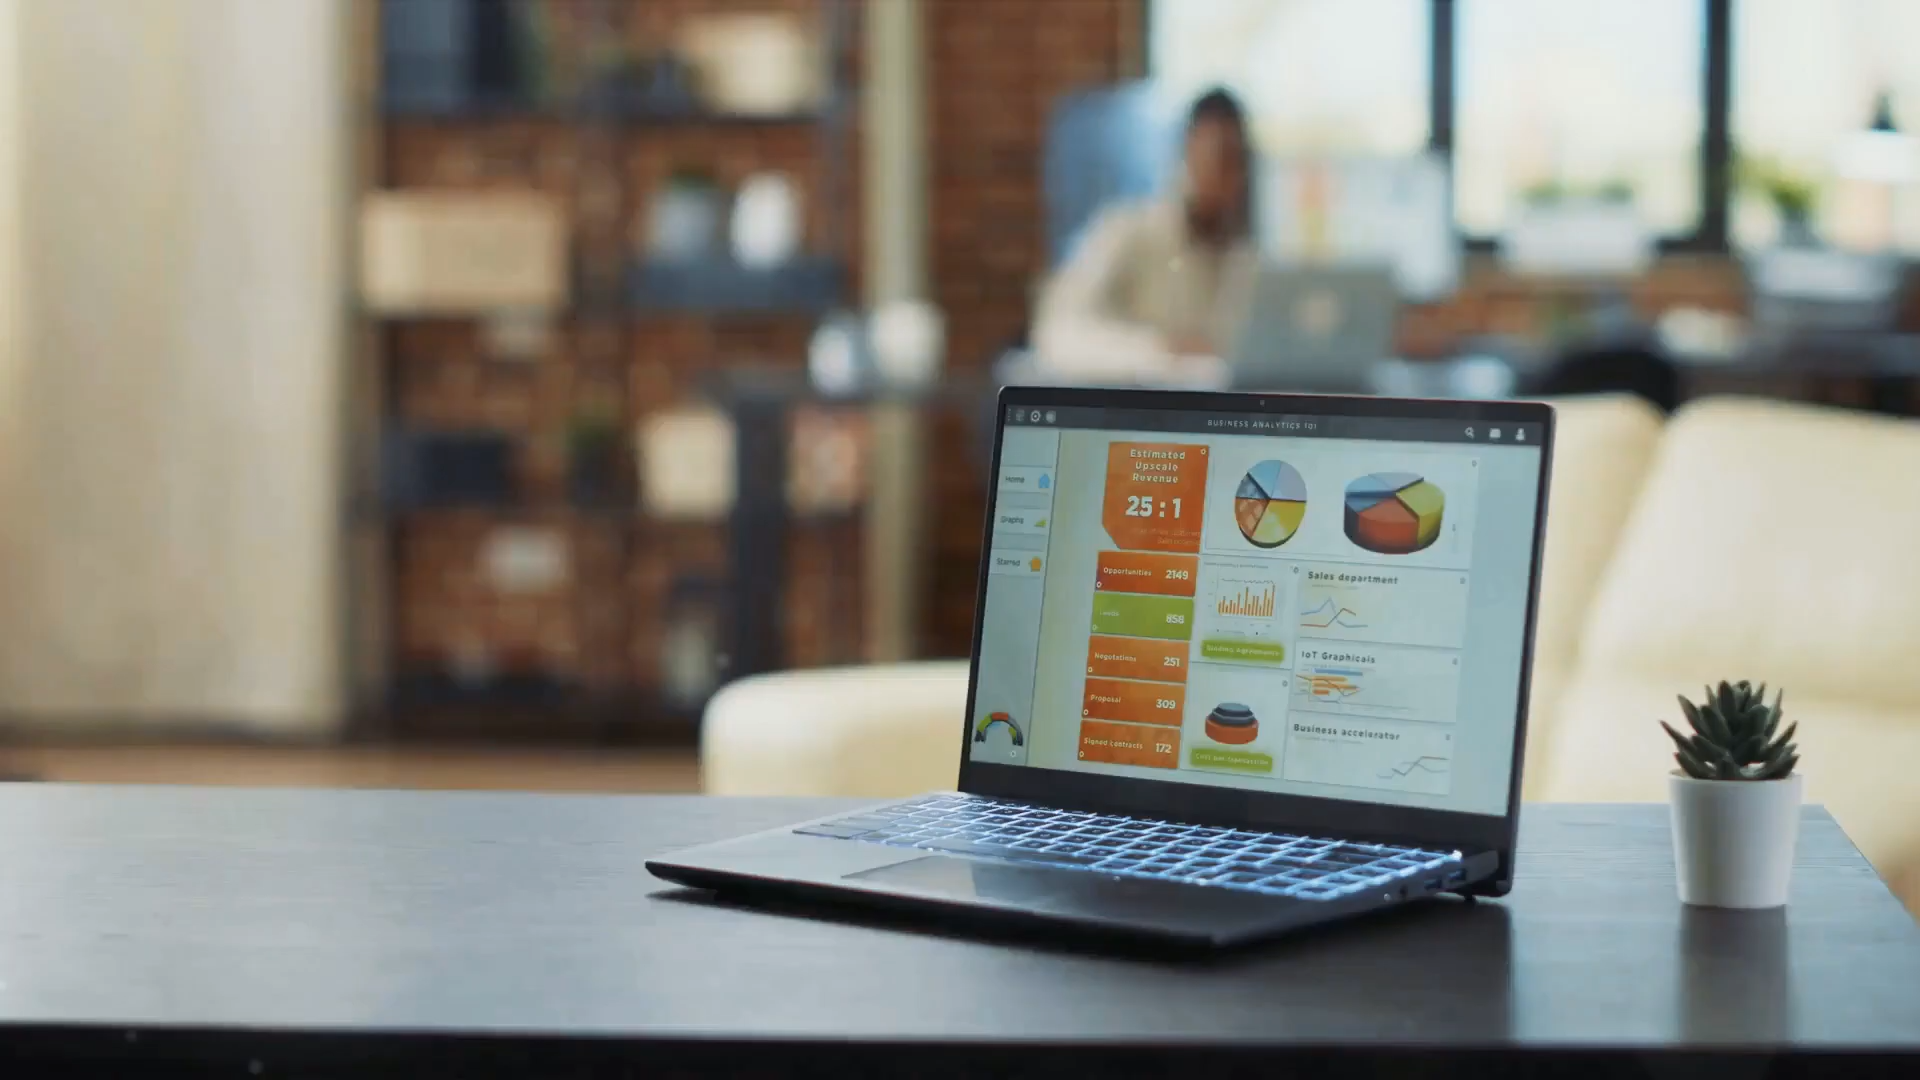 BUSINESS ANALYTICS 101
Home
Graphs
Starred
Estimated
Upscale
Revenue
25:1
Opportunities 2149
Leads 858
Negotiations 251
Proposal 309
Signed contracts 172
Sales department
IoT Graphicals
Business accelerator